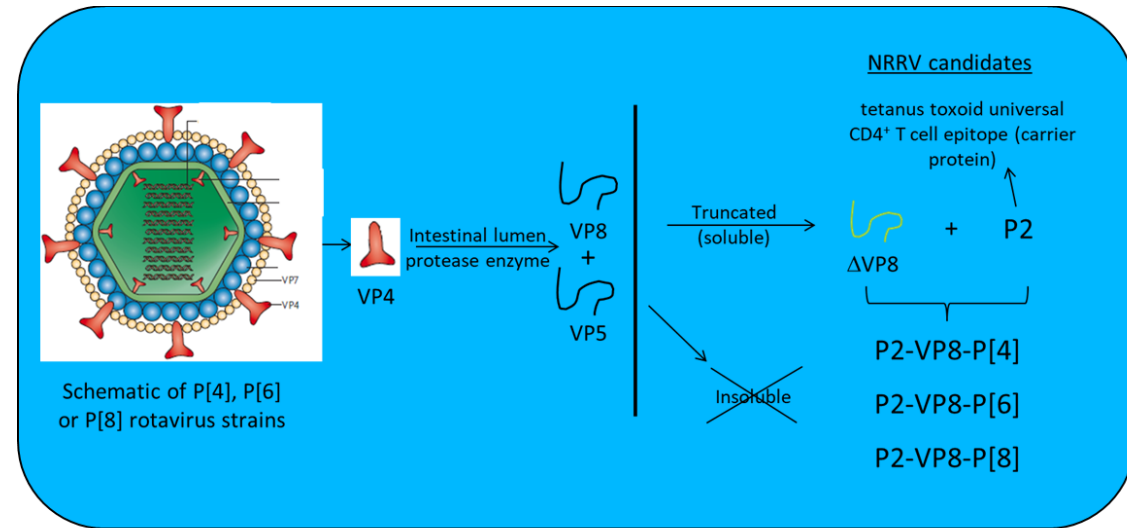 NRRV candidates
tetanus toxoid universal
CD4⁺ T cell epitope (carrier
protein)
VP7
VP4
Schematic of P[4], P[6]
or P[8] rotavirus strains
VP4
Intestinal lumen
protease enzyme
VP8
+
VP5
Truncated
(soluble)
Insoluble
ΔVP8
+
P2
P2-VP8-P[4]
P2-VP8-P[6]
P2-VP8-P[8]